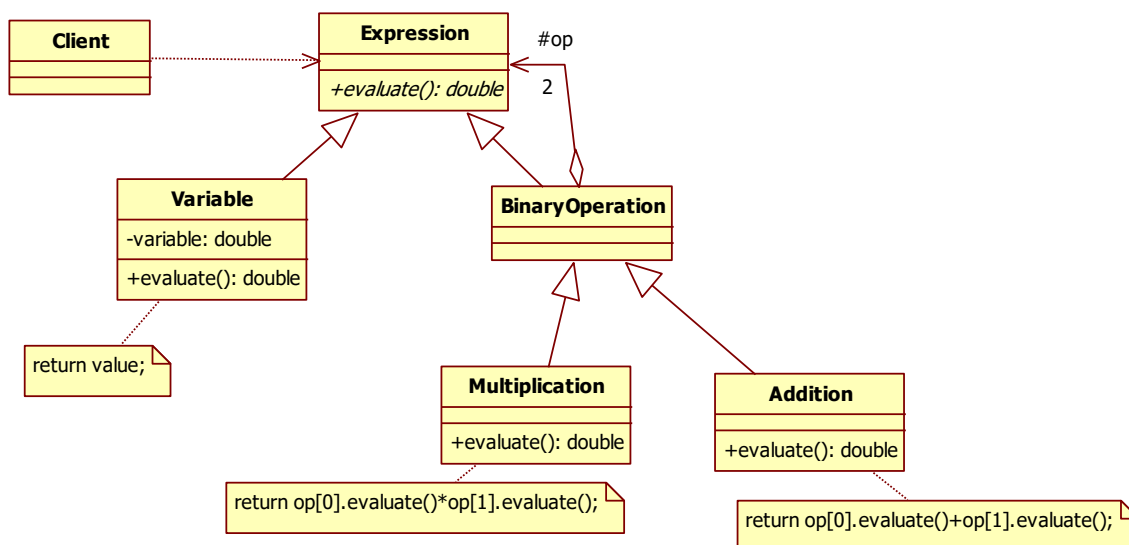 Client
Expression
+evaluate(): double
#op
2
Variable
-variable: double
+evaluate(): double
BinaryOperation
return value;
Multiplication
+evaluate(): double
Addition
+evaluate(): double
return op[0].evaluate()*op[1].evaluate();
return op[0].evaluate()+op[1].evaluate();